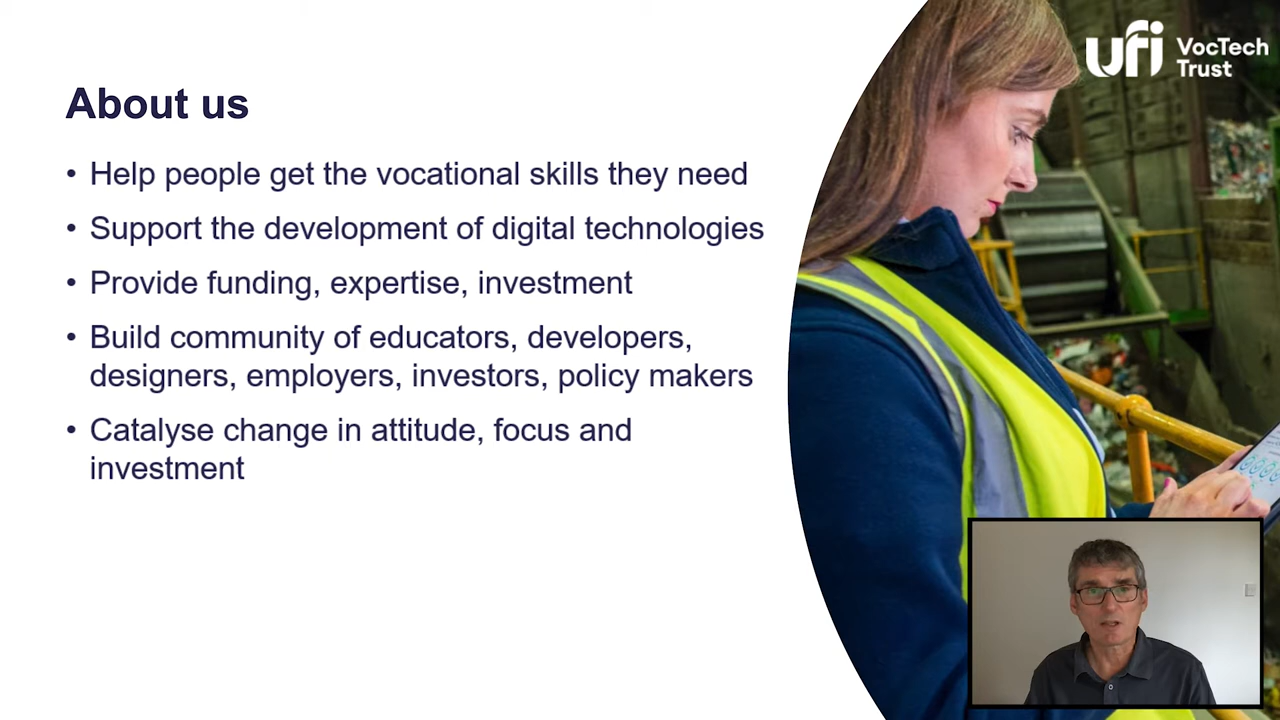 ufi VocTech
Trust
About us
• Help people get the vocational skills they need
• Support the development of digital technologies
• Provide funding, expertise, investment
• Build community of educators, developers,
designers, employers, investors, policy makers
• Catalyse change in attitude, focus and
investment